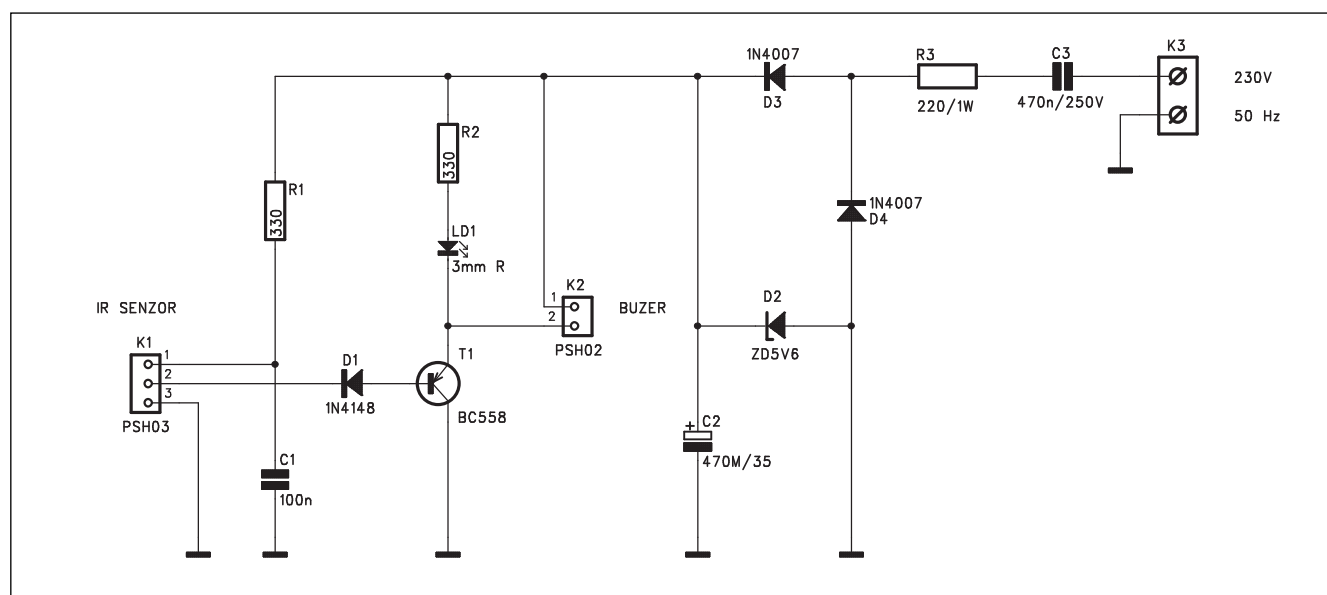 1N4007
D3
R3
220/1W
C3
470n/250V
K3
230V
50 Hz
R2
330
R1
330
1N4007
D4
LD1
3mm R
K2
1
2
BUZER
PSH02
D2
ZD5V6
IR SENZOR
K1
1
2
3
PSH03
D1
1N4148
T1
BC558
+
C2
470M/35
C1
100n